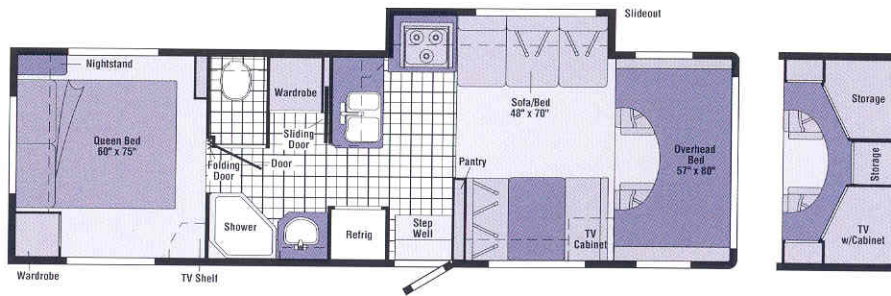 Slideout
Nightstand
Wardrobe
Sofa/Bed
48" x 70"
Storage
Queen Bed
60" x 75"
Sliding
Door
Overhead
Bed
57" x 80"
Storage
Folding
Door
Door
Pantry
Shower
Refrig
Step
Well
TV
Cabinet
TV
w/Cabinet
Wardrobe
TV Shelf